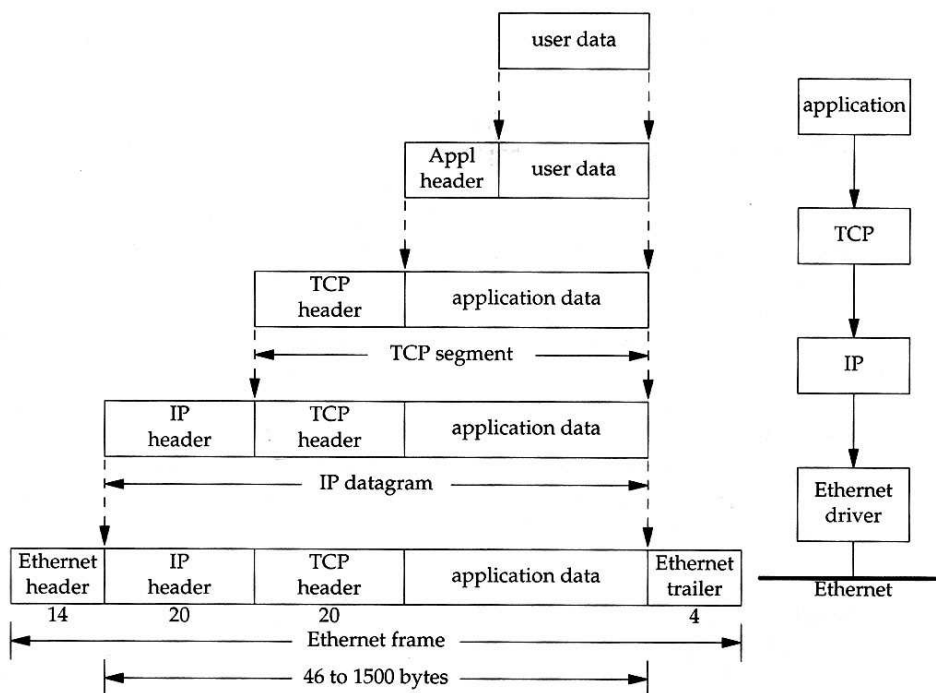 user data
application
Appl
header
user data
TCP
TCP
header
application data
TCP segment
IP
IP
header
TCP
header
application data
IP datagram
Ethernet
driver
Ethernet
header
IP
header
TCP
header
application data
Ethernet
trailer
Ethernet
14
20
20
4
Ethernet frame
46 to 1500 bytes